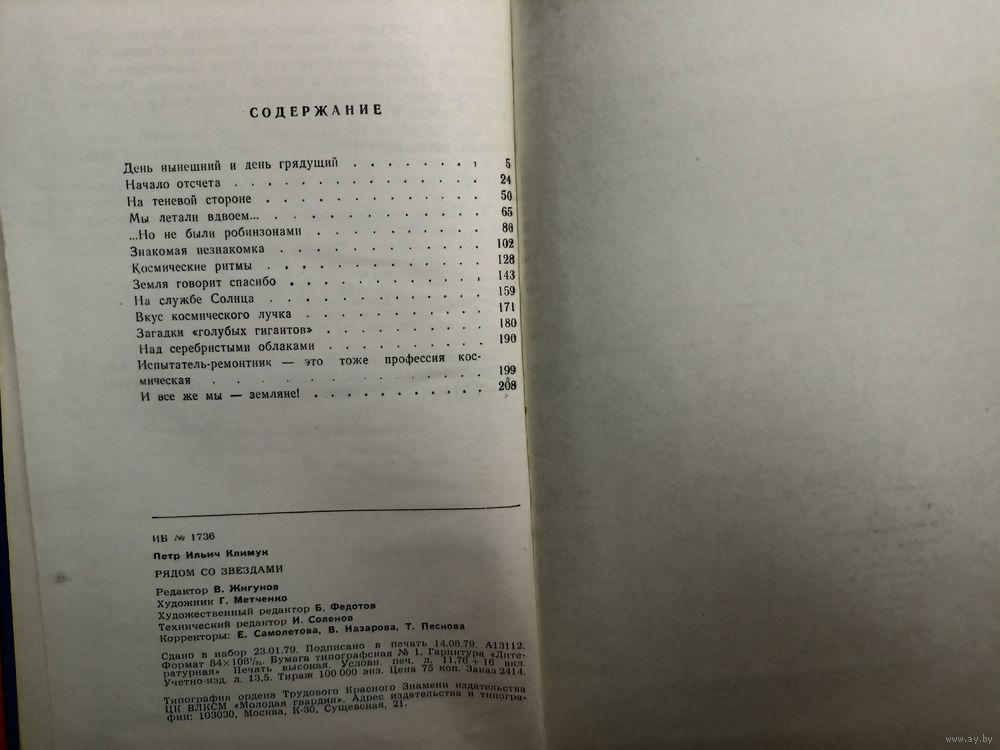 СОДЕРЖАНИЕ
День нынешний и день грядущий . . . . . . . 5
Начало отсчета . . . . . . . . . . . . . 24
На теневой стороне . . . . . . . . . . . 50
Мы летали вдвоем... . . . . . . . . . . . 65
...Но не были робинзонами . . . . . . . . 80
Знакомая незнакомка . . . . . . . . . . 102
Космические ритмы . . . . . . . . . . . 128
Земля говорит спасибо . . . . . . . . . 143
На службе Солнца . . . . . . . . . . . 159
Вкус космического лучка . . . . . . . . 171
Загадки «голубых гигантов» . . . . . . . 180
Над серебристыми облаками . . . . . . . 190
Испытатель-ремонтник — это тоже профессия кос-
мическая . . . . . . . . . . . . . . 199
И все же мы — земляне! . . . . . . . . . 208
ИБ № 1736
Петр Ильич Климук
РЯДОМ СО ЗВЕЗДАМИ
Редактор В. Жигунов
Художник Г. Метченко
Художественный редактор Б. Федотов
Технический редактор И. Соленов
Корректоры: Е. Самолетова, В. Назарова, Т. Пескова
Сдано в набор 23.01.79. Подписано в печать 14.08.79. А13112.
Формат 84×108¹/₃₂. Бумага типографская № 1. Гарнитура «Лите-
ратурная» Печать высокая. Условн. печ. л. 11,76+16 вкл.
Учетно-изд. л. 13,5. Тираж 100 000 экз. Цена 75 коп. Заказ 2414.
Типография ордена Трудового Красного Знамени издательства
ЦК ВЛКСМ «Молодая гвардия». Адрес издательства и типогра-
фии: 103030, Москва, К-30, Сущевская, 21.
www.ay.by